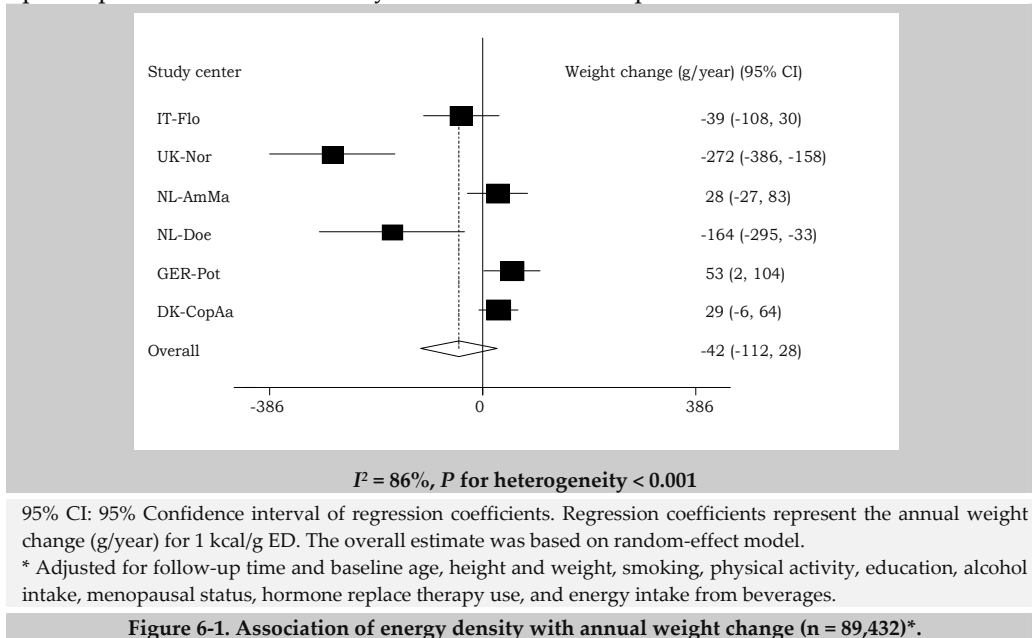 Study center Weight change (g/year) (95% CI)
IT-Flo -39 (-108, 30)
UK-Nor -272 (-386, -158)
NL-AmMa 28 (-27, 83)
NL-Doe -164 (-295, -33)
GER-Pot 53 (2, 104)
DK-CopAa 29 (-6, 64)
Overall -42 (-112, 28)
-386 0 386
I² = 86%, P for heterogeneity < 0.001
95% CI: 95% Confidence interval of regression coefficients. Regression coefficients represent the annual weight
change (g/year) for 1 kcal/g ED. The overall estimate was based on random-effect model.
* Adjusted for follow-up time and baseline age, height and weight, smoking, physical activity, education, alcohol
intake, menopausal status, hormone replace therapy use, and energy intake from beverages.
Figure 6-1. Association of energy density with annual weight change (n = 89,432)*.